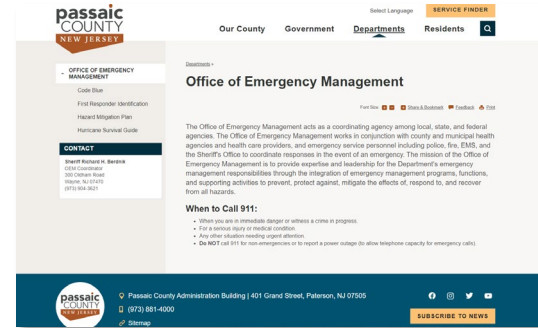 passaic
COUNTY
NEW JERSEY
Select Language
SERVICE FINDER
Our County
Government
Departments
Residents
OFFICE OF EMERGENCY
MANAGEMENT
Code Blue
First Responder Identification
Hazard Mitigation Plan
Hurricane Survival Guide
CONTACT
Sheriff Richard H. Berdnik
OEM Coordinator
300 Oldham Road
Wayne, NJ 07470
(973) 904-3621
Departments »
Office of Emergency Management
Font Size: Share & Bookmark Feedback Print
The Office of Emergency Management acts as a coordinating agency among local, state, and federal
agencies. The Office of Emergency Management works in conjunction with county and municipal health
agencies and health care providers, and emergency service personnel including police, fire, EMS, and
the Sheriff's Office to coordinate responses in the event of an emergency. The mission of the Office of
Emergency Management is to provide expertise and leadership for the Department's emergency
management responsibilities through the integration of emergency management programs, functions,
and supporting activities to prevent, protect against, mitigate the effects of, respond to, and recover
from all hazards.
When to Call 911:
• When you are in immediate danger or witness a crime in progress.
• For a serious injury or medical condition.
• Any other situation needing urgent attention.
• Do NOT call 911 for non-emergencies or to report a power outage (to allow telephone capacity for emergency calls)
passaic
COUNTY
NEW JERSEY
Passaic County Administration Building | 401 Grand Street, Paterson, NJ 07505
(973) 881-4000
Sitemap
SUBSCRIBE TO NEWS